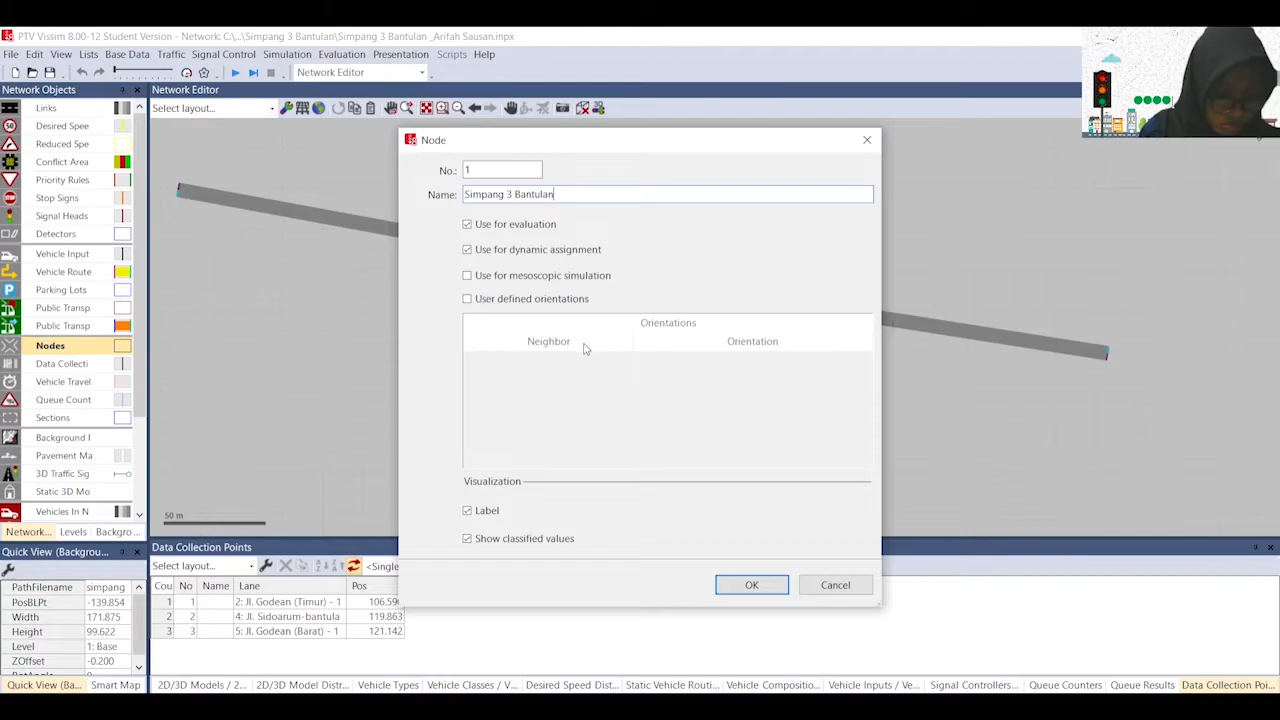 PTV Vissim 8.00-12 Student Version - Network: C:\...\Simpang 3 Bantulan\Simpang 3 Bantulan _Arifah Sausan.inpx
File Edit View Lists Base Data Traffic Signal Control Simulation Evaluation Presentation Scripts Help
Network Editor
Network Objects
Network Editor
Select layout...
Links
Desired Spee
Reduced Spe
Conflict Area
Priority Rules
Stop Signs
Signal Heads
Detectors
Vehicle Input
Vehicle Route
Parking Lots
Public Transp
Public Transp
Nodes
Data Collecti
Vehicle Travel
Queue Count
Sections
Background I
Pavement Ma
3D Traffic Sig
Static 3D Mo
Vehicles In N
Network... Levels Backgro...
50 m
Node
No.: 1
Name: Simpang 3 Bantulan
Use for evaluation
Use for dynamic assignment
Use for mesoscopic simulation
User defined orientations
Orientations
Neighbor Orientation
Visualization
Label
Show classified values
OK Cancel
Quick View (Backgrou...
PathFilename simpang
PosBLPt -139.854
Width 171.875
Height 99.622
Level 1: Base
ZOffset -0.200
Quick View (Ba... Smart Map
Data Collection Points
Select layout... <Single
Cou No Name Lane Pos
1 1 2: Jl. Godean (Timur) - 1 106.590
2 2 4: Jl. Sidoarum-bantula 119.863
3 3 5: Jl. Godean (Barat) - 1 121.142
2D/3D Models / 2... 2D/3D Model Distr... Vehicle Types Vehicle Classes / V... Desired Speed Dist... Static Vehicle Routi... Vehicle Compositio... Vehicle Inputs / Ve... Signal Controllers... Queue Counters Queue Results Data Collection Poi...